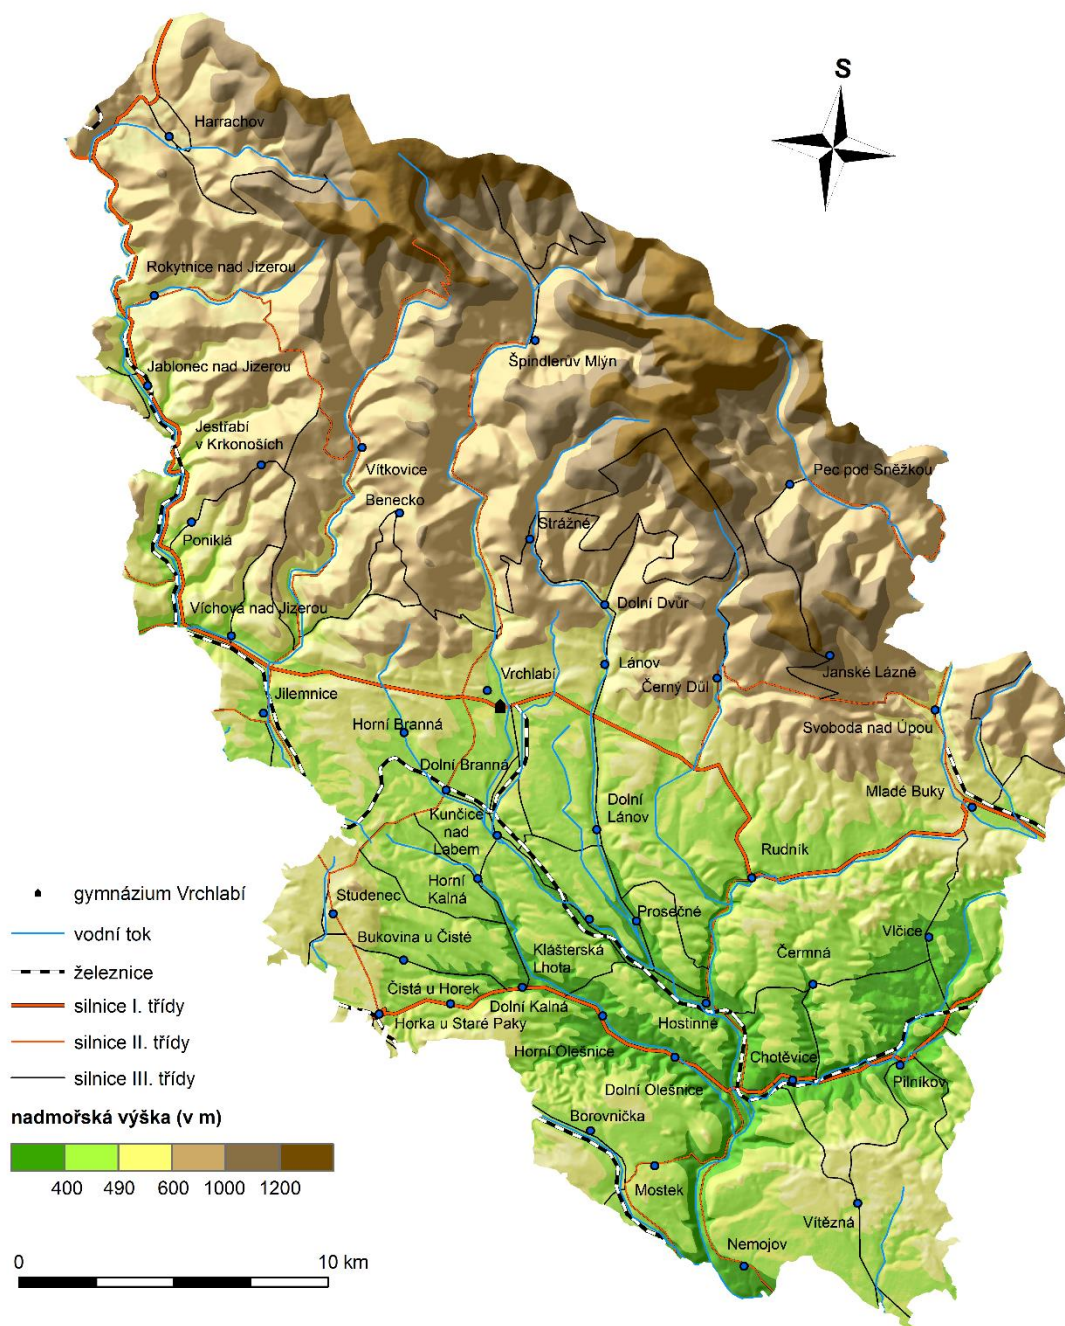 S
Harrachov
Rokytnice nad Jizerou
Špindlerův Mlýn
Jablonec nad Jizerou
Jestřabí
v Krkonoších
Vítkovice
Pec pod Sněžkou
Benecko
Strážné
Poniklá
Dolní Dvůr
Víchová nad Jizerou
Lánov
Janské Lázně
Vrchlabí
Černý Důl
Jilemnice
Svoboda nad Úpou
Horní Branná
Dolní Branná
Mladé Buky
Kunčice
nad
Labem
Dolní
Lánov
Rudník
Horní
Kalná
gymnázium Vrchlabí
Studenec
Prosečné
vodní tok
Bukovina u Čisté
Klášterská
Lhota
Čermná
Vlčice
železnice
Čistá u Horek
silnice I. třídy
Dolní Kalná
Horka u Staré Paky
Hostinné
silnice II. třídy
Horní Olešnice
Chotěvice
silnice III. třídy
Dolní Olešnice
Pilníkov
nadmořská výška (v m)
Borovnička
400 490 600 1000 1200
Mostek
Vítězná
Nemojov
0 10 km